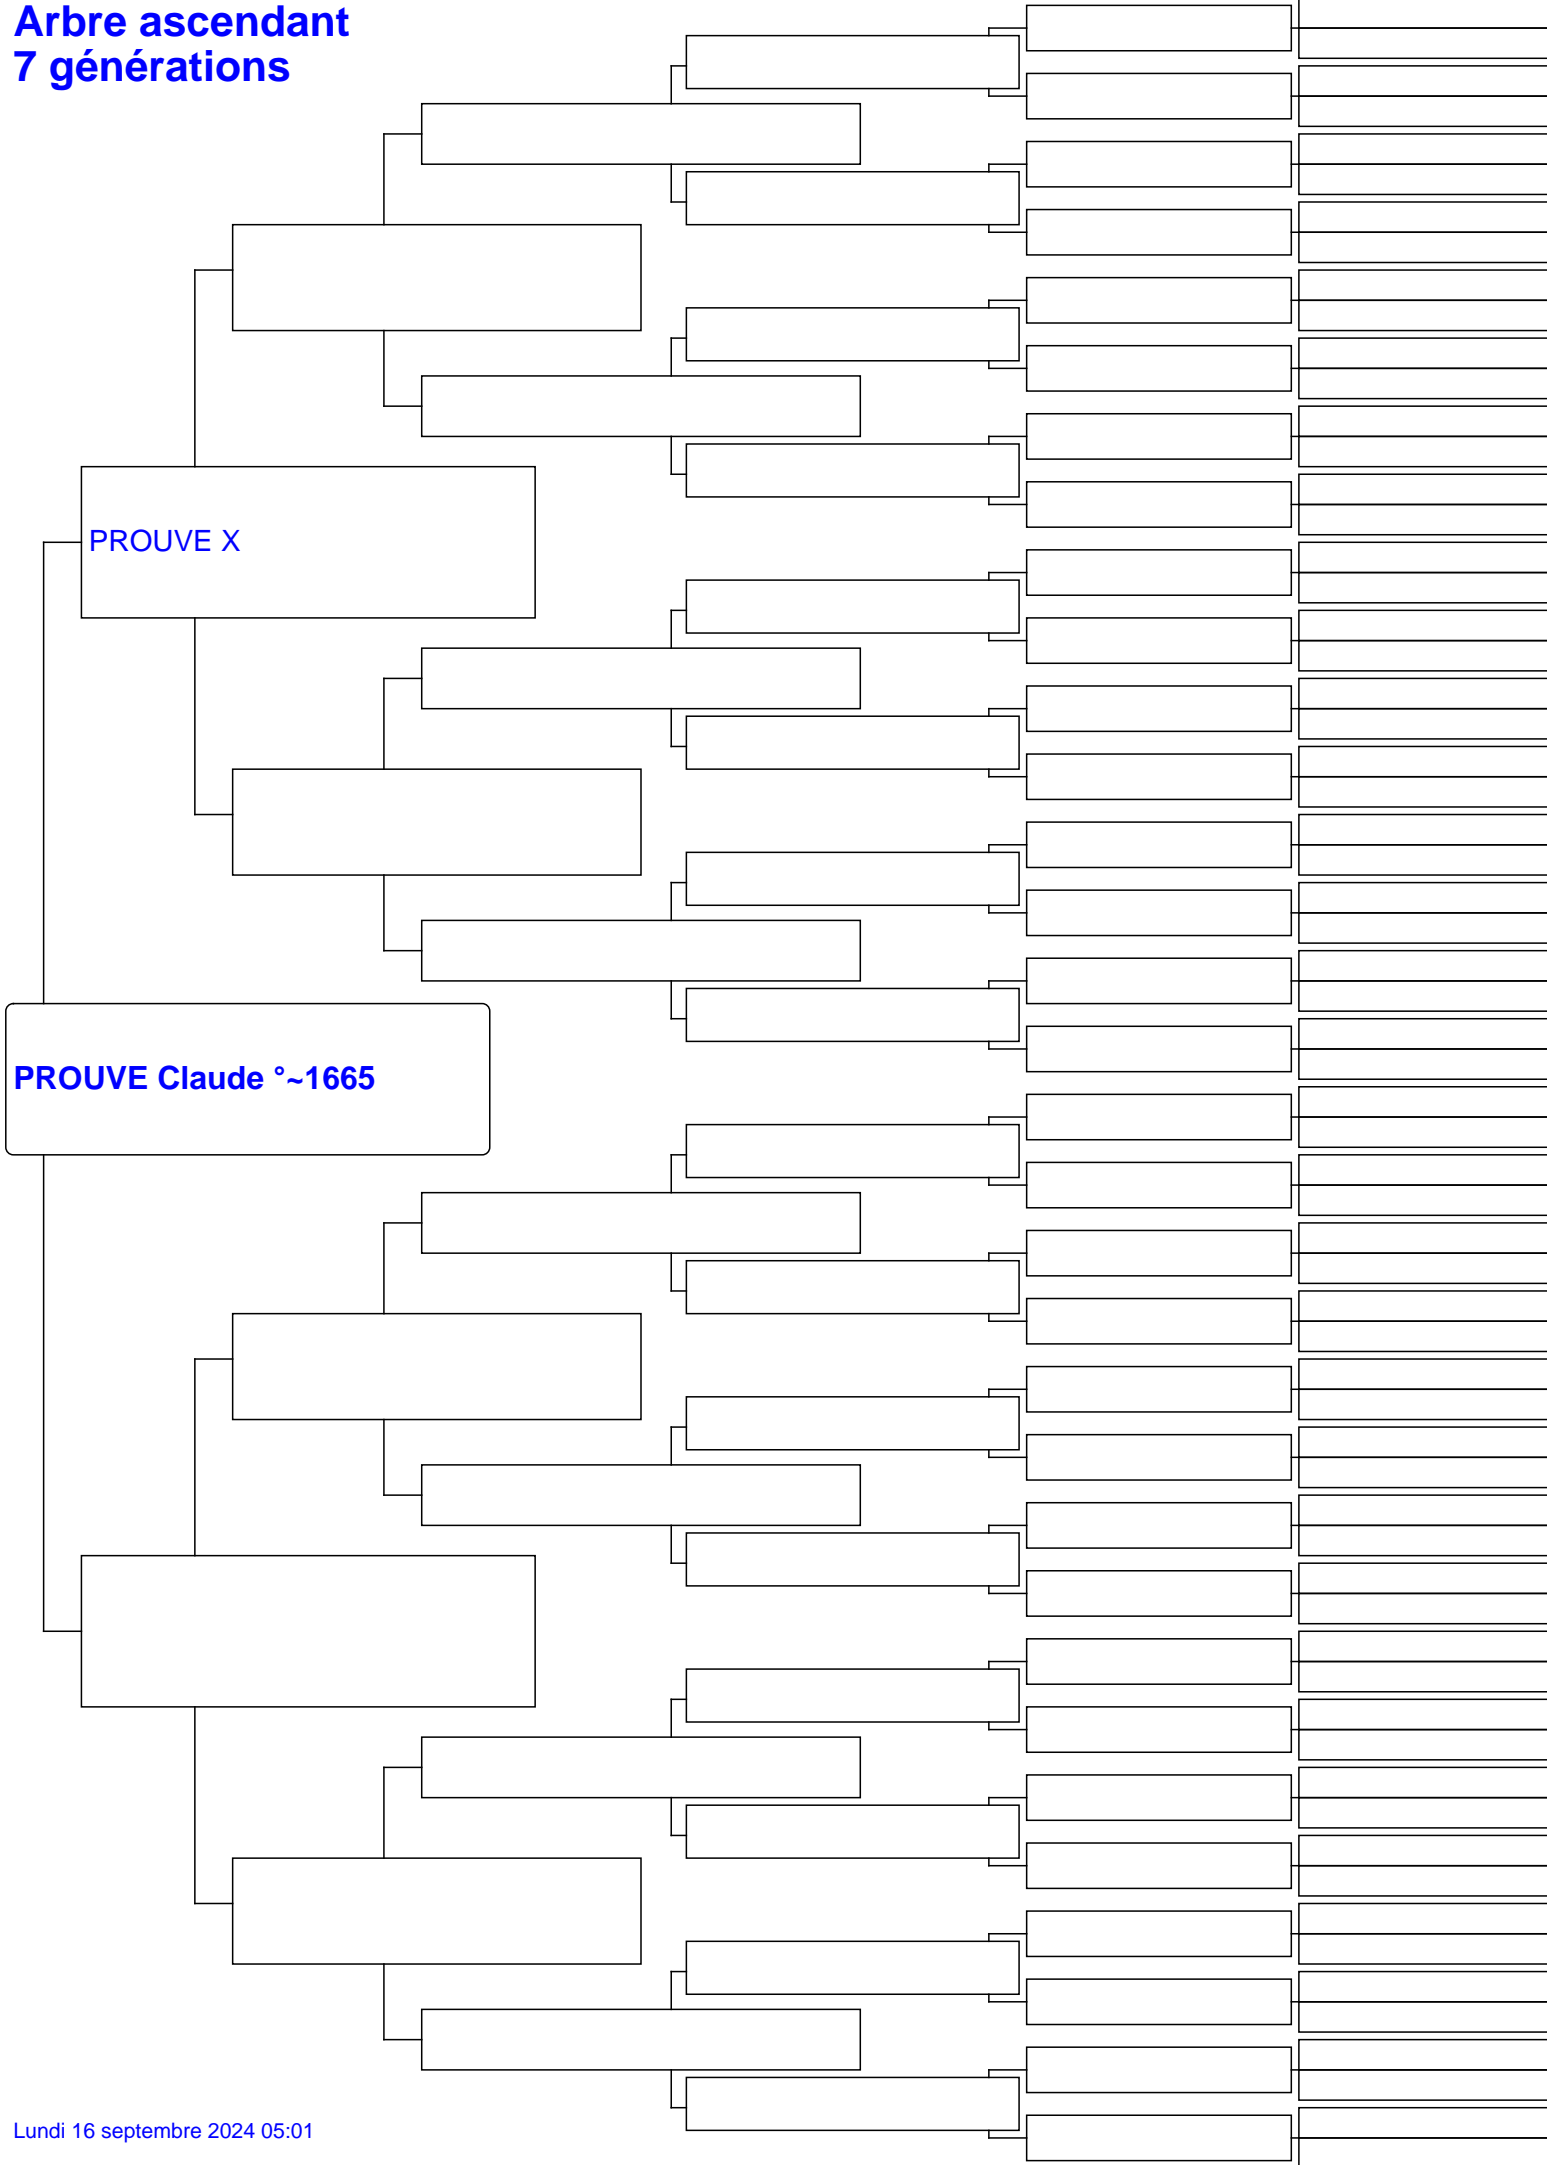 Arbre ascendant
7 générations
PROUVE X
PROUVE Claude °~1665
Lundi 16 septembre 2024 05:01